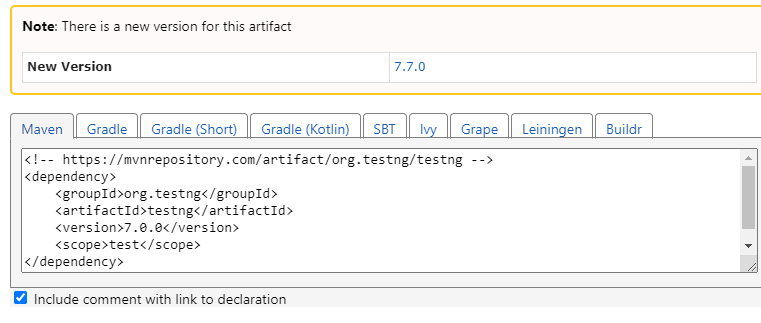 Note: There is a new version for this artifact
New Version 7.7.0
Maven Gradle Gradle (Short) Gradle (Kotlin) SBT Ivy Grape Leiningen Buildr
<!-- https://mvnrepository.com/artifact/org.testng/testng -->
<dependency>
    <groupId>org.testng</groupId>
    <artifactId>testng</artifactId>
    <version>7.0.0</version>
    <scope>test</scope>
</dependency>
Include comment with link to declaration